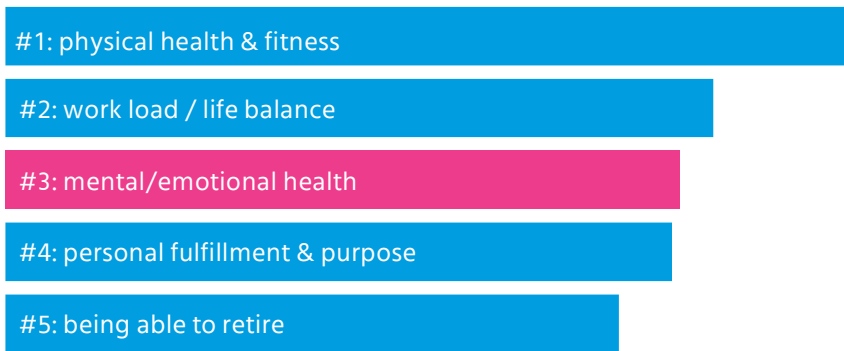 #1: physical health & fitness
#2: work load / life balance
#3: mental/emotional health
#4: personal fulfillment & purpose
#5: being able to retire